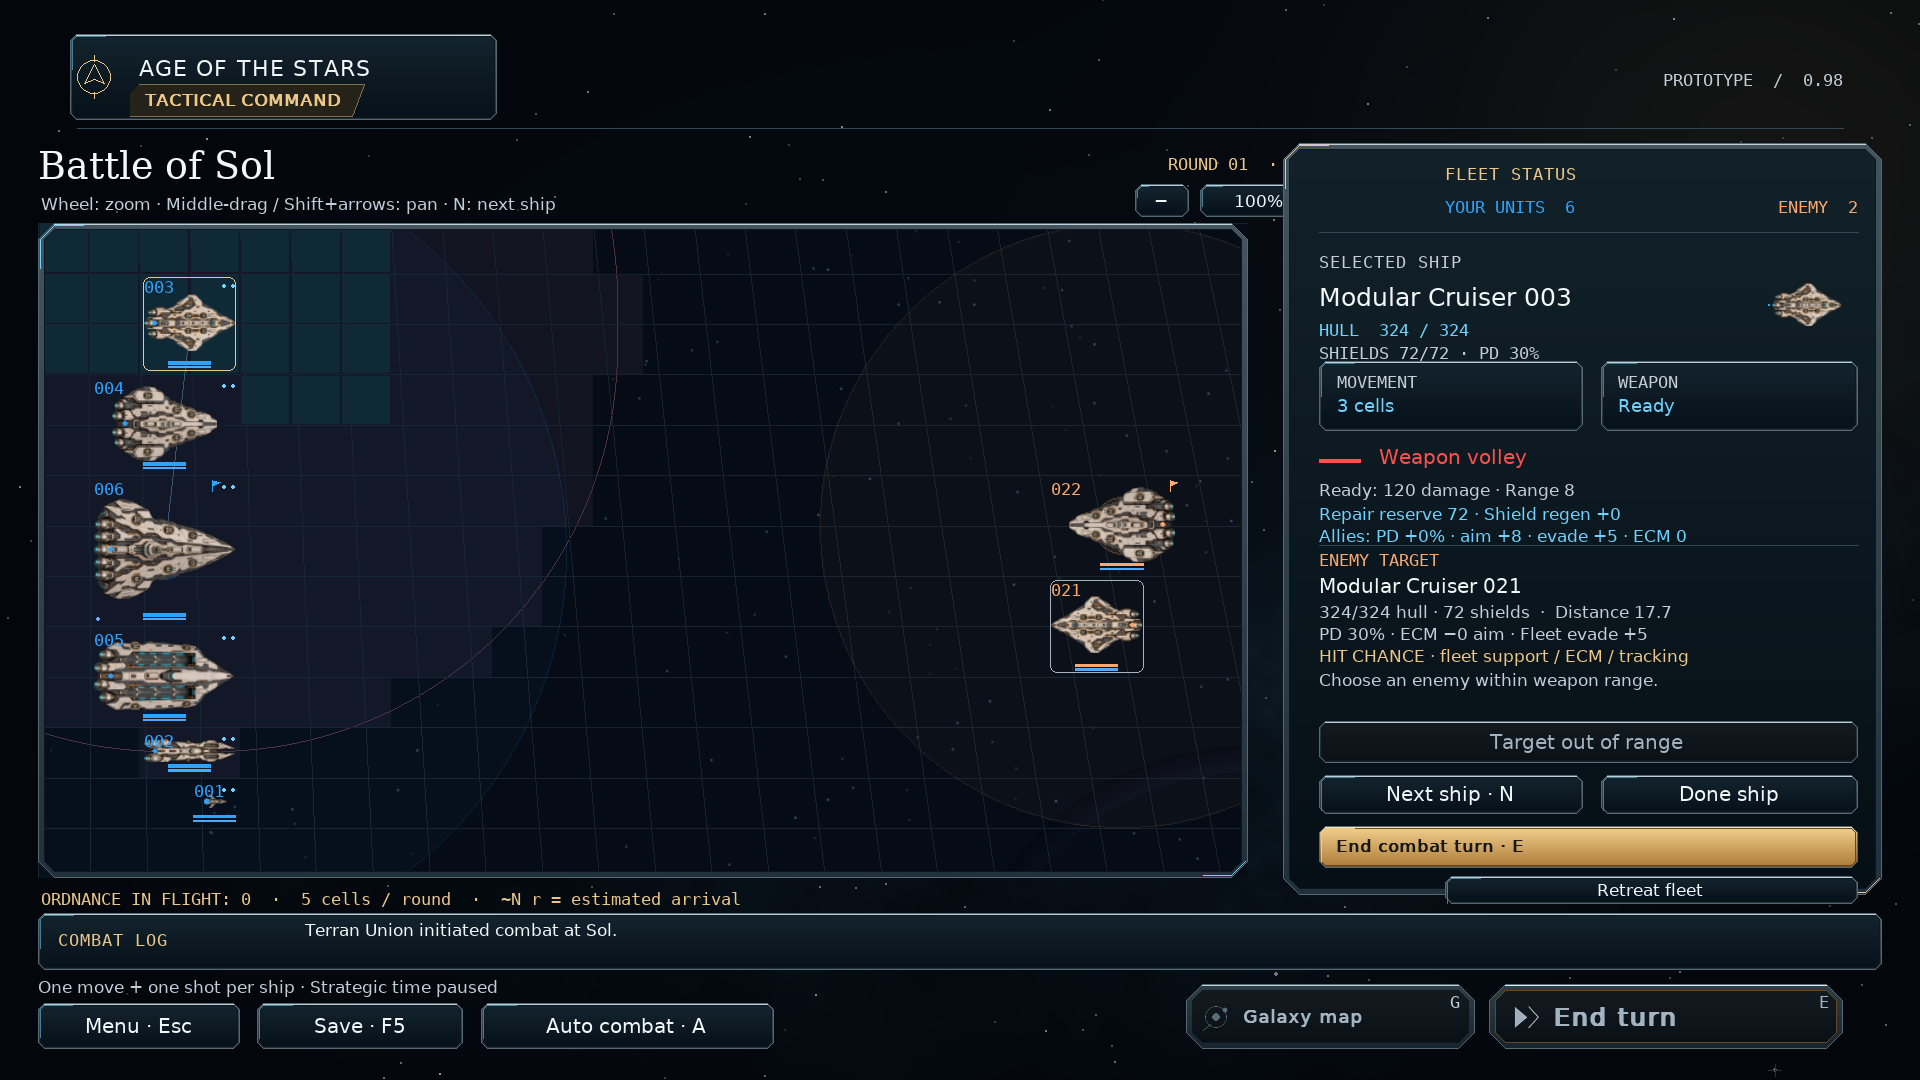 AGE OF THE STARS
TACTICAL COMMAND
PROTOTYPE / 0.98
Battle of Sol
Wheel: zoom · Middle-drag / Shift+arrows: pan · N: next ship
ROUND 01 ·
−
100%
003
004
006
005
002
001
022
021
FLEET STATUS
YOUR UNITS 6
ENEMY 2
SELECTED SHIP
Modular Cruiser 003
HULL 324 / 324
SHIELDS 72/72 · PD 30%
MOVEMENT
3 cells
WEAPON
Ready
Weapon volley
Ready: 120 damage · Range 8
Repair reserve 72 · Shield regen +0
Allies: PD +0% · aim +8 · evade +5 · ECM 0
ENEMY TARGET
Modular Cruiser 021
324/324 hull · 72 shields · Distance 17.7
PD 30% · ECM −0 aim · Fleet evade +5
HIT CHANCE · fleet support / ECM / tracking
Choose an enemy within weapon range.
Target out of range
Next ship · N
Done ship
End combat turn · E
Retreat fleet
ORDNANCE IN FLIGHT: 0 · 5 cells / round · ~N r = estimated arrival
COMBAT LOG
Terran Union initiated combat at Sol.
One move + one shot per ship · Strategic time paused
Menu · Esc
Save · F5
Auto combat · A
Galaxy map
G
End turn
E